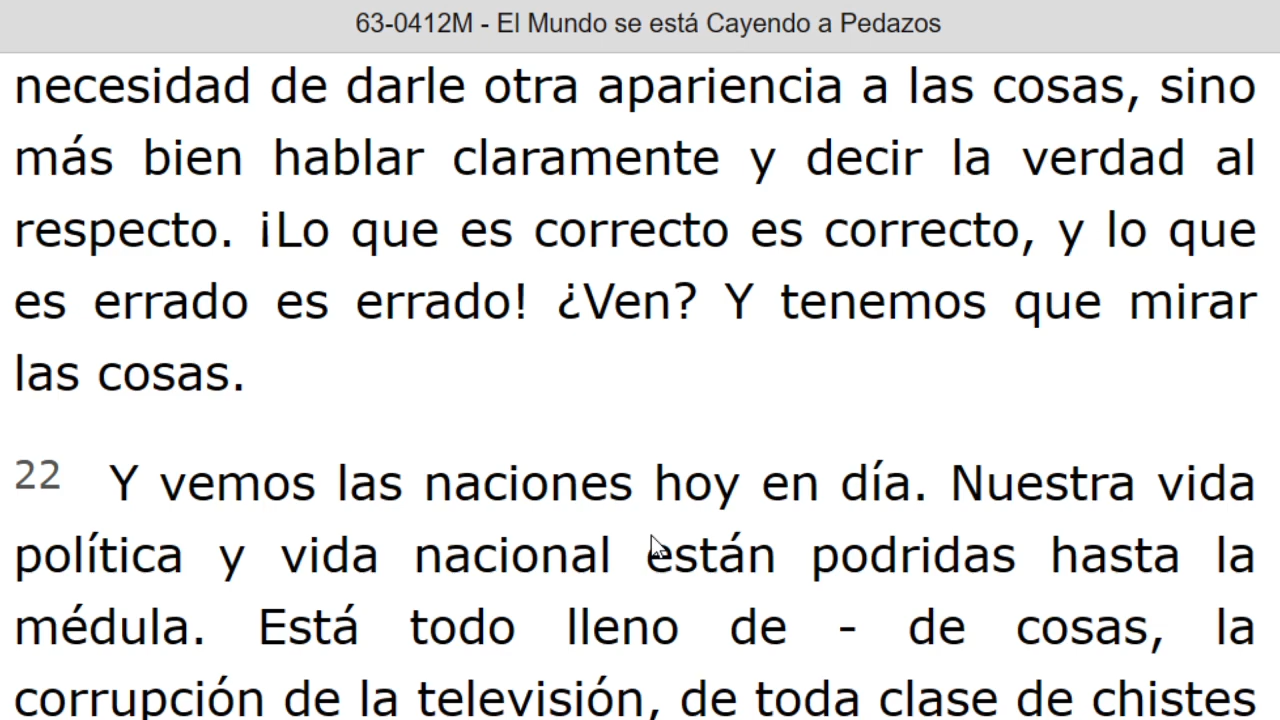 63-0412M - El Mundo se está Cayendo a Pedazos
necesidad de darle otra apariencia a las cosas, sino
más bien hablar claramente y decir la verdad al
respecto. ¡Lo que es correcto es correcto, y lo que
es errado es errado! ¿Ven? Y tenemos que mirar
las cosas.
22 Y vemos las naciones hoy en día. Nuestra vida
política y vida nacional están podridas hasta la
médula. Está todo lleno de - de cosas, la
corrupción de la televisión, de toda clase de chistes